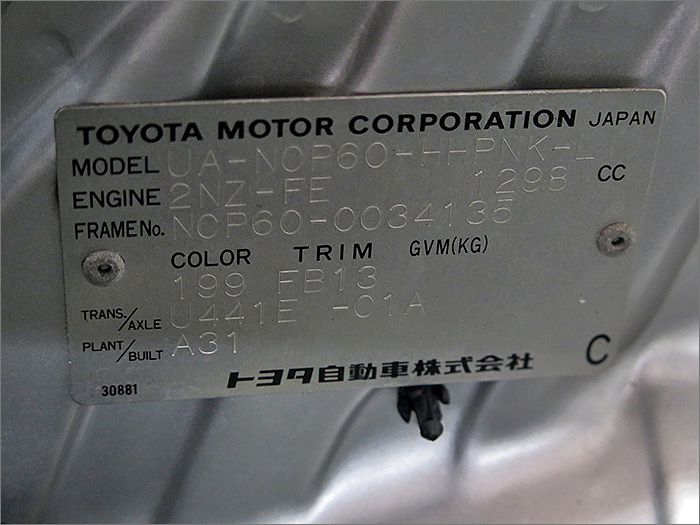 TOYOTA MOTOR CORPORATION JAPAN
MODEL UA-NCP60-HHPNK-L
ENGINE 2NZ-FE 1298 CC
FRAME No. NCP60-0034135
COLOR TRIM GVM(KG)
199 FB13
TRANS./AXLE U441E -01A
PLANT/BUILT A31
トヨタ自動車株式会社 C
30881